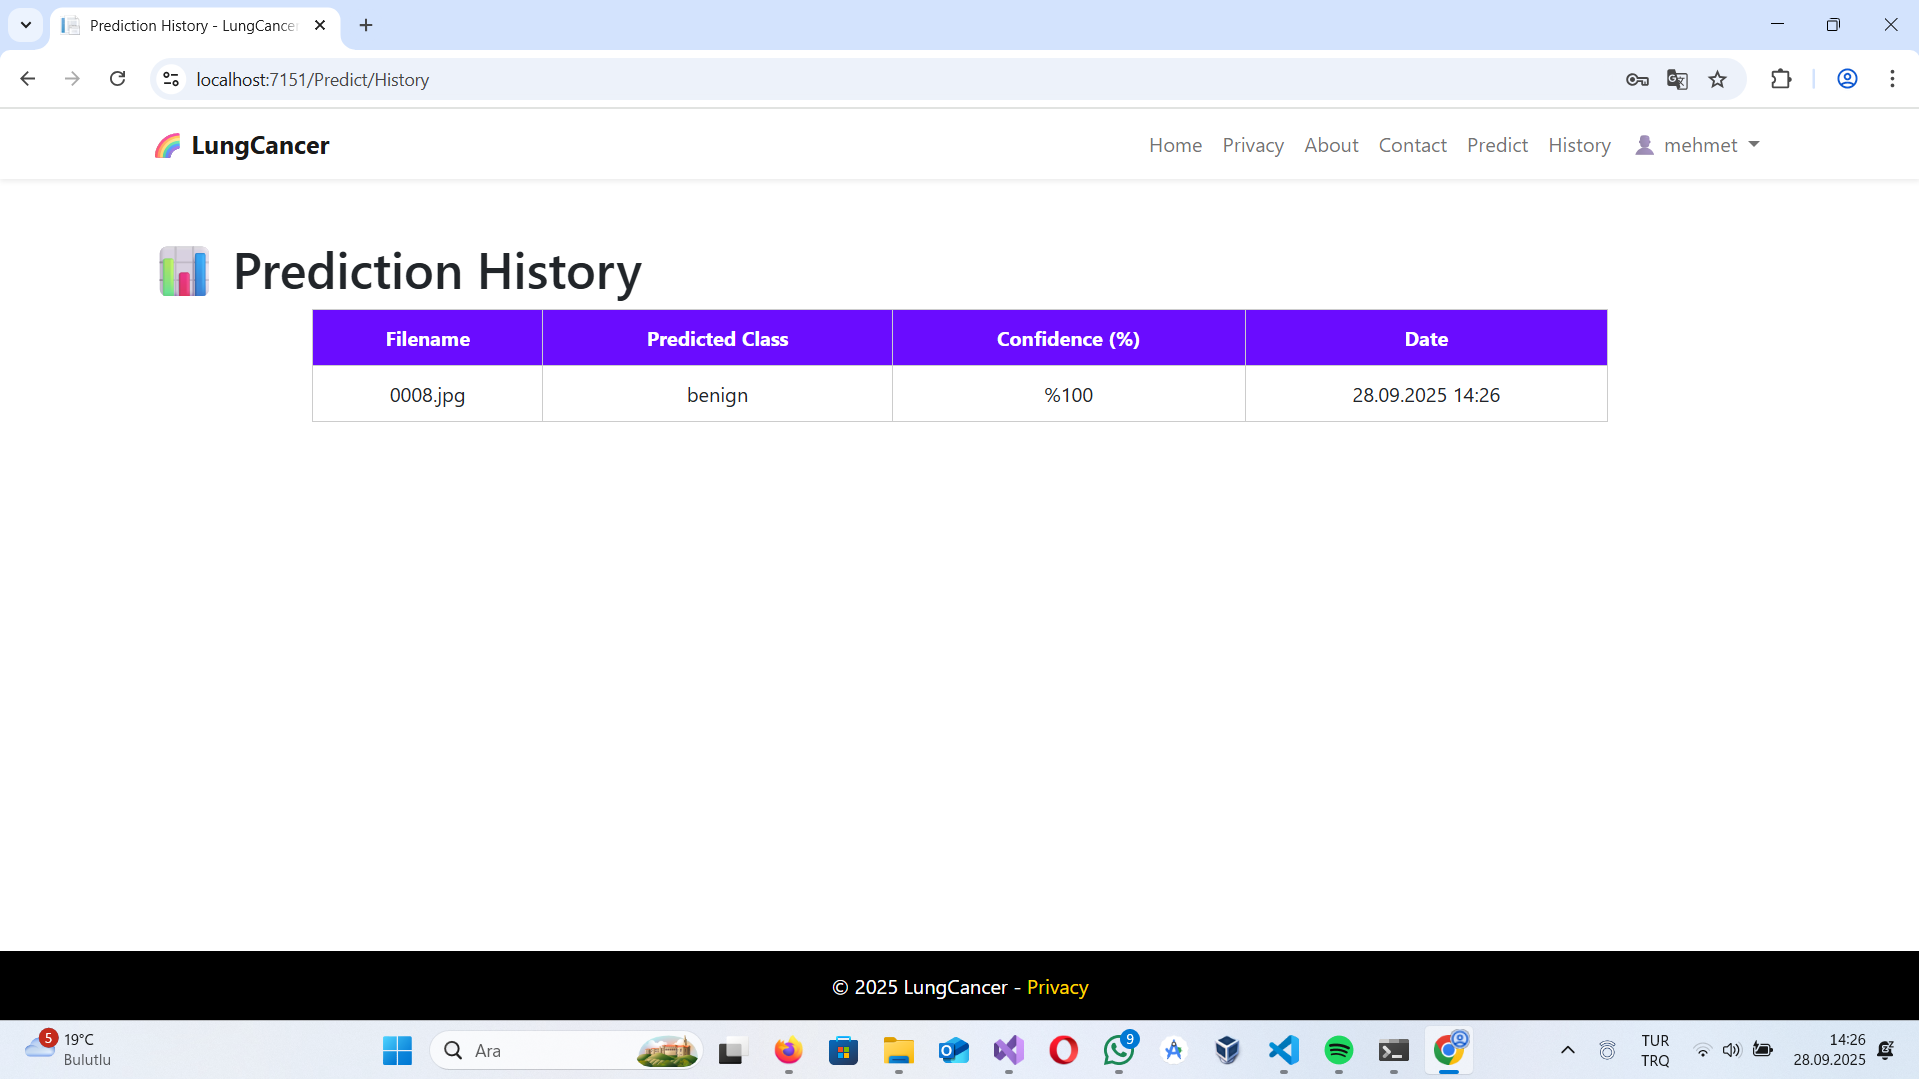 Prediction History - LungCancer
localhost:7151/Predict/History
LungCancer
Home Privacy About Contact Predict History mehmet
Prediction History
Filename Predicted Class Confidence (%) Date
0008.jpg benign %100 28.09.2025 14:26
© 2025 LungCancer - Privacy
5
19°C
Bulutlu
Ara
9
TUR
TRQ
14:26
28.09.2025